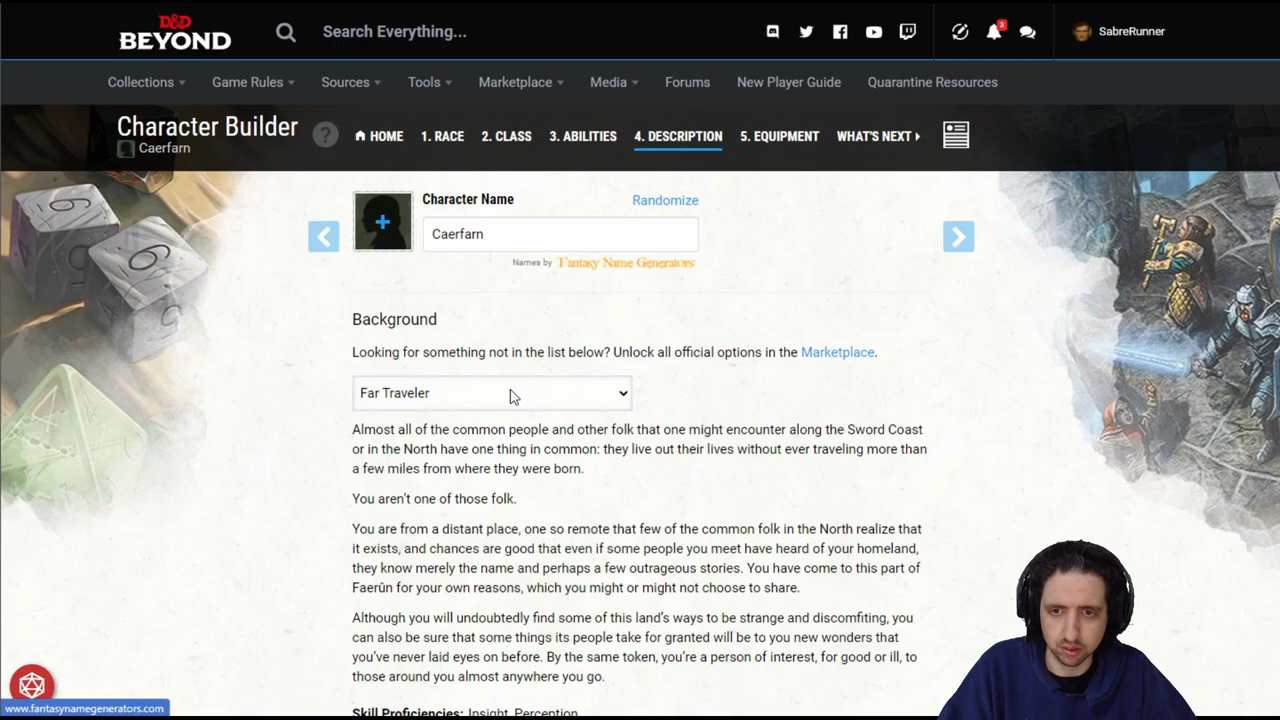 D&D
BEYOND
Search Everything...
3
SabreRunner
Collections
Game Rules
Sources
Tools
Marketplace
Media
Forums
New Player Guide
Quarantine Resources
Character Builder
?
Caerfarn
HOME
1. RACE
2. CLASS
3. ABILITIES
4. DESCRIPTION
5. EQUIPMENT
WHAT'S NEXT
Character Name
Randomize
Caerfarn
Names by Fantasy Name Generators
Background
Looking for something not in the list below? Unlock all official options in the Marketplace.
Far Traveler
Almost all of the common people and other folk that one might encounter along the Sword Coast
or in the North have one thing in common: they live out their lives without ever traveling more than
a few miles from where they were born.
You aren't one of those folk.
You are from a distant place, one so remote that few of the common folk in the North realize that
it exists, and chances are good that even if some people you meet have heard of your homeland,
they know merely the name and perhaps a few outrageous stories. You have come to this part of
Faerûn for your own reasons, which you might or might not choose to share.
Although you will undoubtedly find some of this land's ways to be strange and discomfiting, you
can also be sure that some things its people take for granted will be to you new wonders that
you've never laid eyes on before. By the same token, you're a person of interest, for good or ill, to
those around you almost anywhere you go.
Skill Proficiencies: Insight, Perception
www.fantasynamegenerators.com